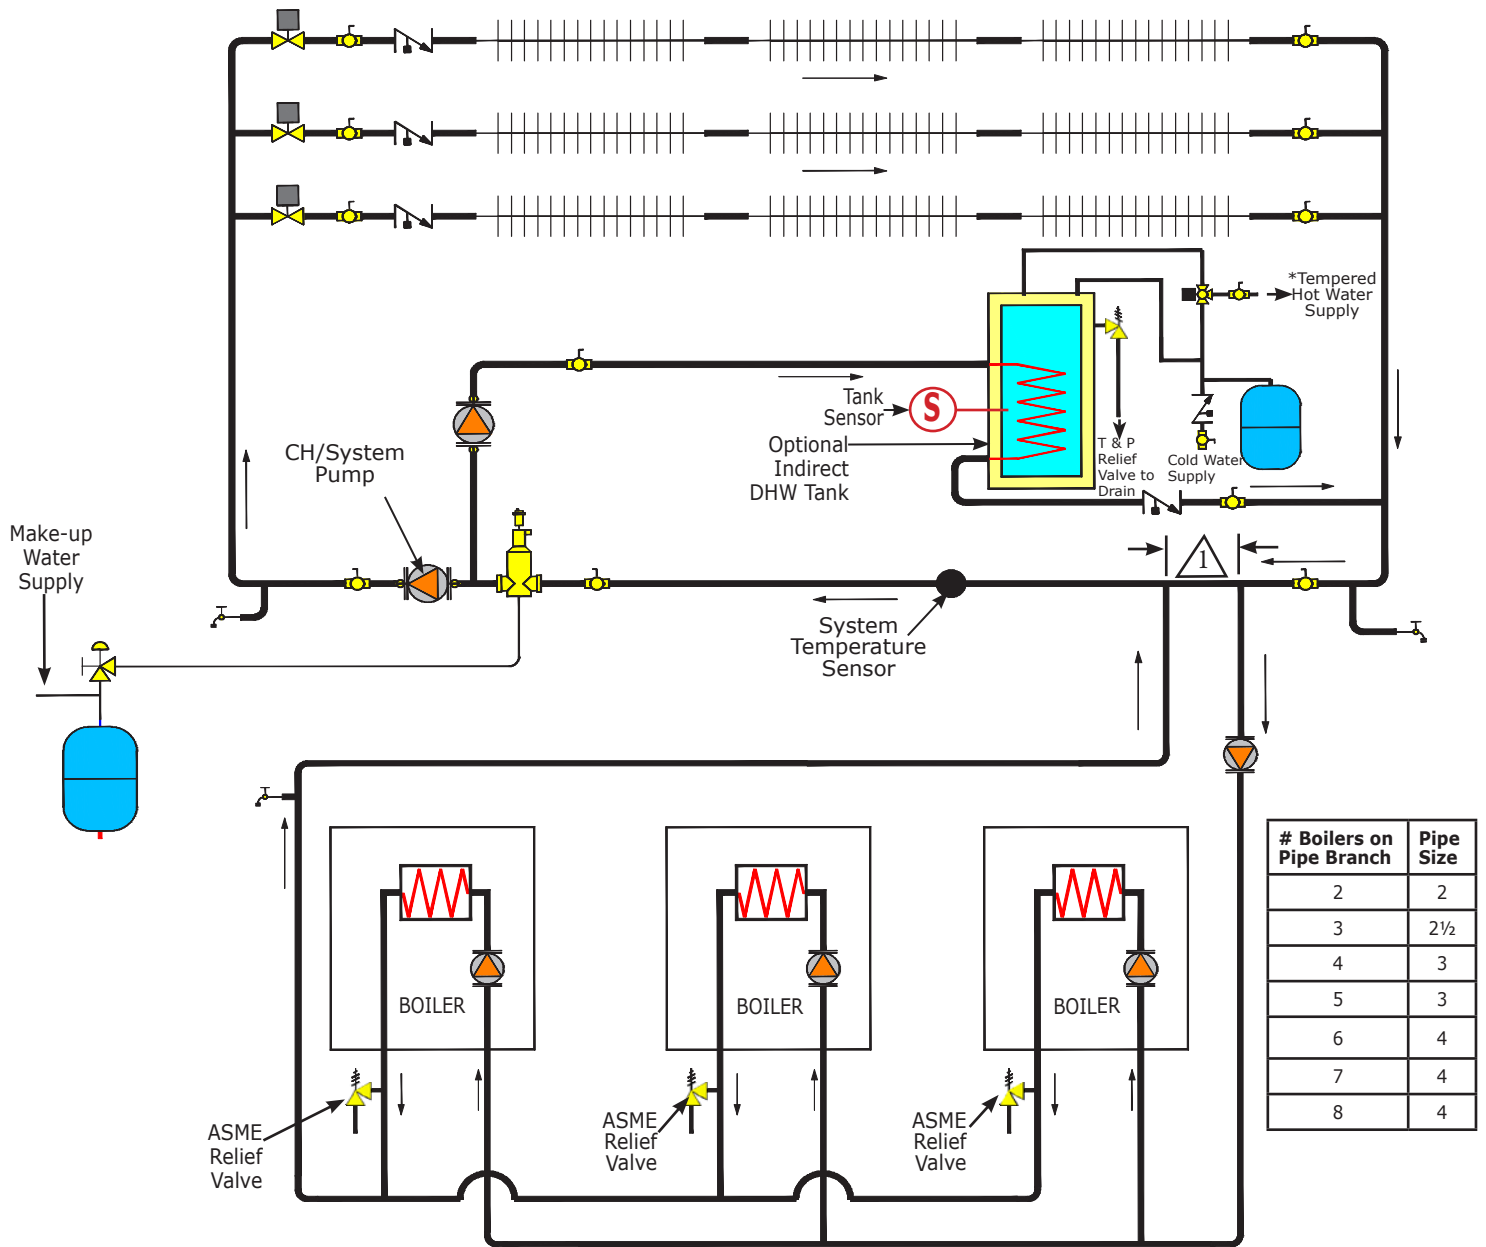 *Tempered
Hot Water
Supply
Tank
Sensor
S
Optional
Indirect
DHW Tank
T & P
Relief
Valve to
Drain
Cold Water
Supply
CH/System
Pump
Make-up
Water
Supply
1
System
Temperature
Sensor
BOILER
BOILER
BOILER
ASME
Relief
Valve
ASME
Relief
Valve
ASME
Relief
Valve
# Boilers on Pipe
Pipe Branch Size
2 2
3 2½
4 3
5 3
6 4
7 4
8 4